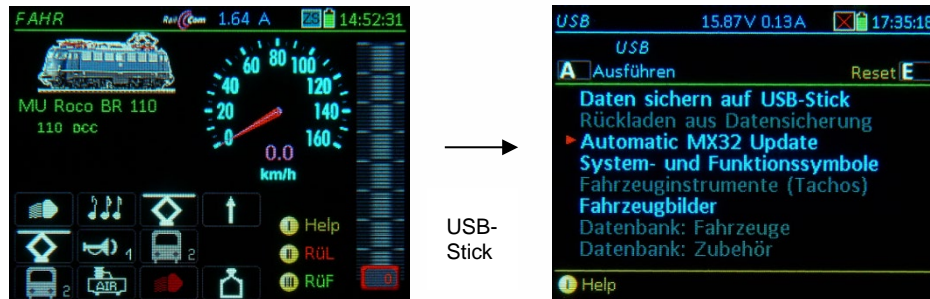 FAHR RailCom 1.64 A ZS 14:52:31
MU Roco BR 110
110 DCC
0 20 40 60 80 100 120 140 160
0.0
km/h
I Help
1 2 II RüL
2 AIR III RüF 0
USB-
Stick
USB 15.87V 0.13A 17:35:18
USB
A Ausführen Reset E
Daten sichern auf USB-Stick
Rückladen aus Datensicherung
Automatic MX32 Update
System- und Funktionssymbole
Fahrzeuginstrumente (Tachos)
Fahrzeugbilder
Datenbank: Fahrzeuge
Datenbank: Zubehör
I Help